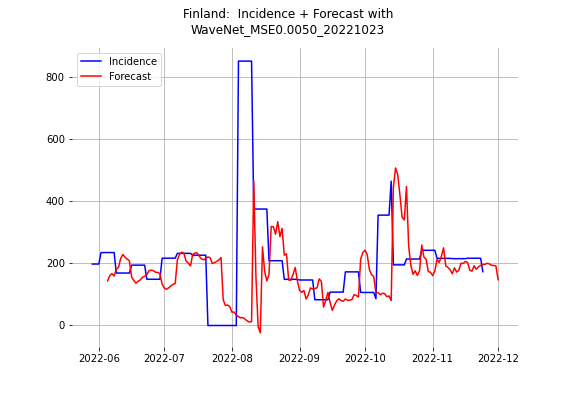 Finland:  Incidence + Forecast with
WaveNet_MSE0.0050_20221023
Incidence
Forecast
800
600
400
200
0
2022-06 2022-07 2022-08 2022-09 2022-10 2022-11 2022-12